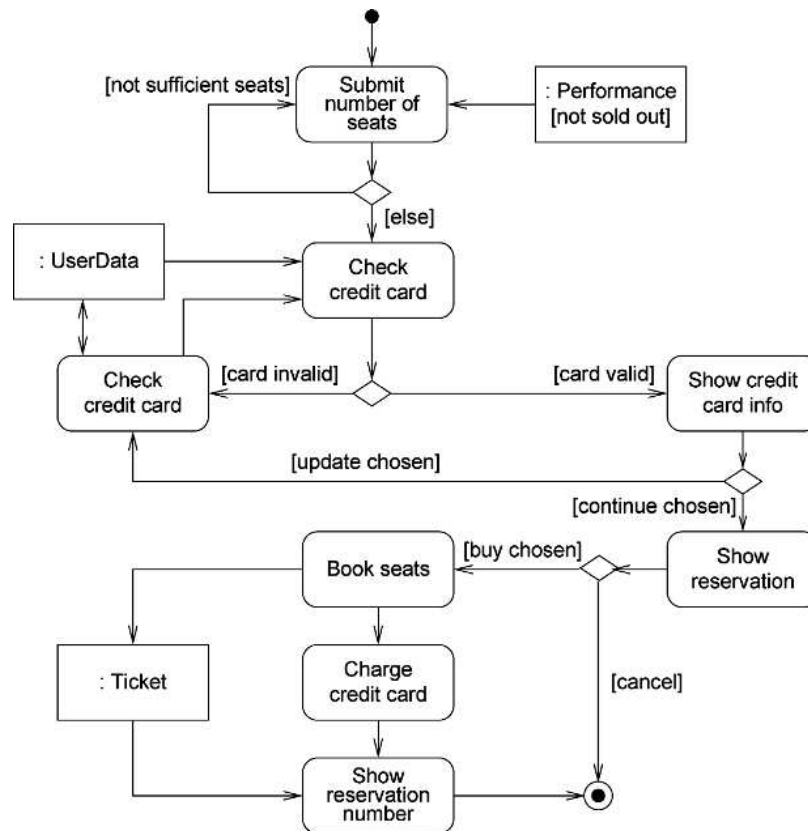 [not sufficient seats]
Submit
number of
seats
: Performance
[not sold out]
[else]
: UserData
Check
credit card
Check
credit card
[card invalid]
[card valid]
Show credit
card info
[update chosen]
[continue chosen]
Book seats
[buy chosen]
Show
reservation
: Ticket
Charge
credit card
[cancel]
Show
reservation
number